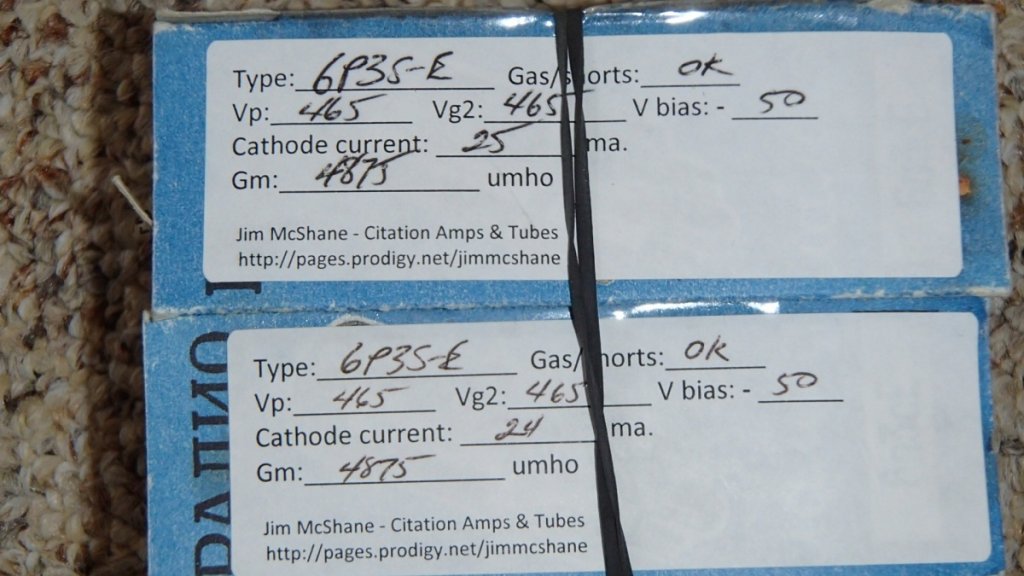 Type: 6P3S-E Gas/shorts: OK
Vp: 465 Vg2: 465 V bias: - 50
Cathode current: 25 ma.
Gm: 4875 umho
Jim McShane - Citation Amps & Tubes
http://pages.prodigy.net/jimmcshane
Type: 6P3S-E Gas/shorts: OK
Vp: 465 Vg2: 465 V bias: - 50
Cathode current: 24 ma.
Gm: 4875 umho
Jim McShane - Citation Amps & Tubes
http://pages.prodigy.net/jimmcshane